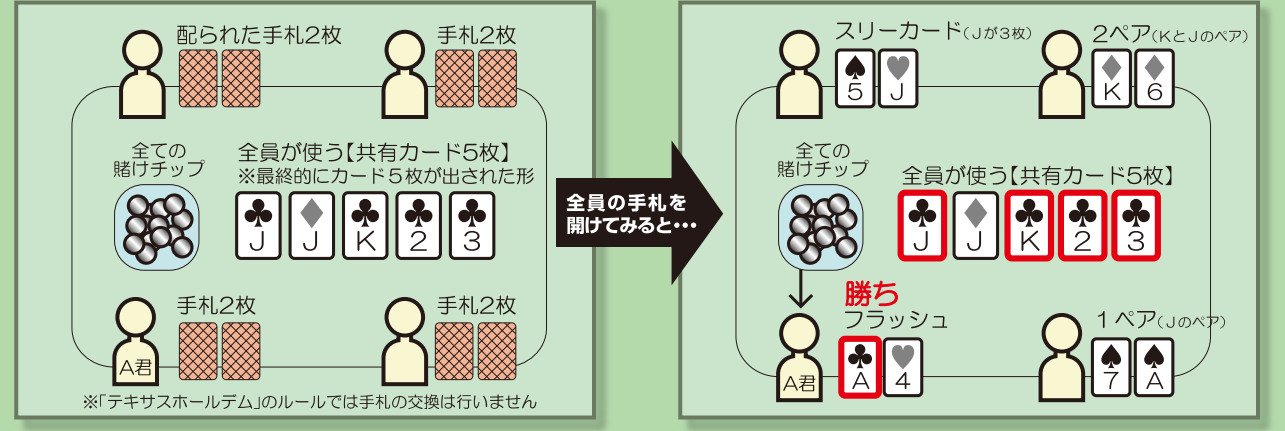 配られた手札2枚
手札2枚
全ての
賭けチップ
全員が使う【共有カード5枚】
※最終的にカード5枚が出された形
J
J
K
2
3
手札2枚
手札2枚
A君
※「テキサスホールデム」のルールでは手札の交換は行いません
全員の手札を
開けてみると・・・
スリーカード(Jが3枚)
5
J
2ペア(KとJのペア)
K
6
全ての
賭けチップ
全員が使う【共有カード5枚】
J
J
K
2
3
勝ち
フラッシュ
A君
A
4
1ペア(Jのペア)
7
A